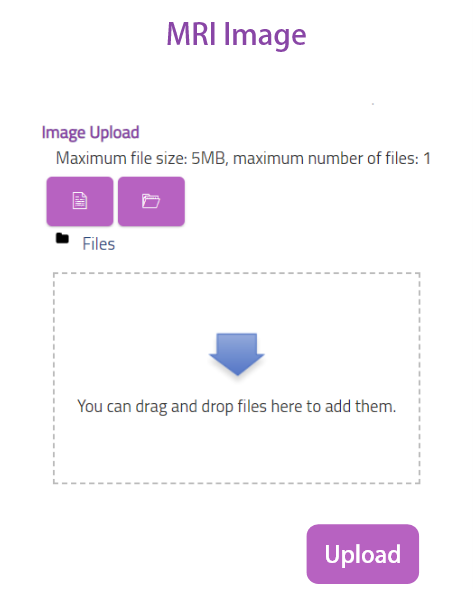 MRI Image
Image Upload
Maximum file size: 5MB, maximum number of files: 1
Files
You can drag and drop files here to add them.
Upload